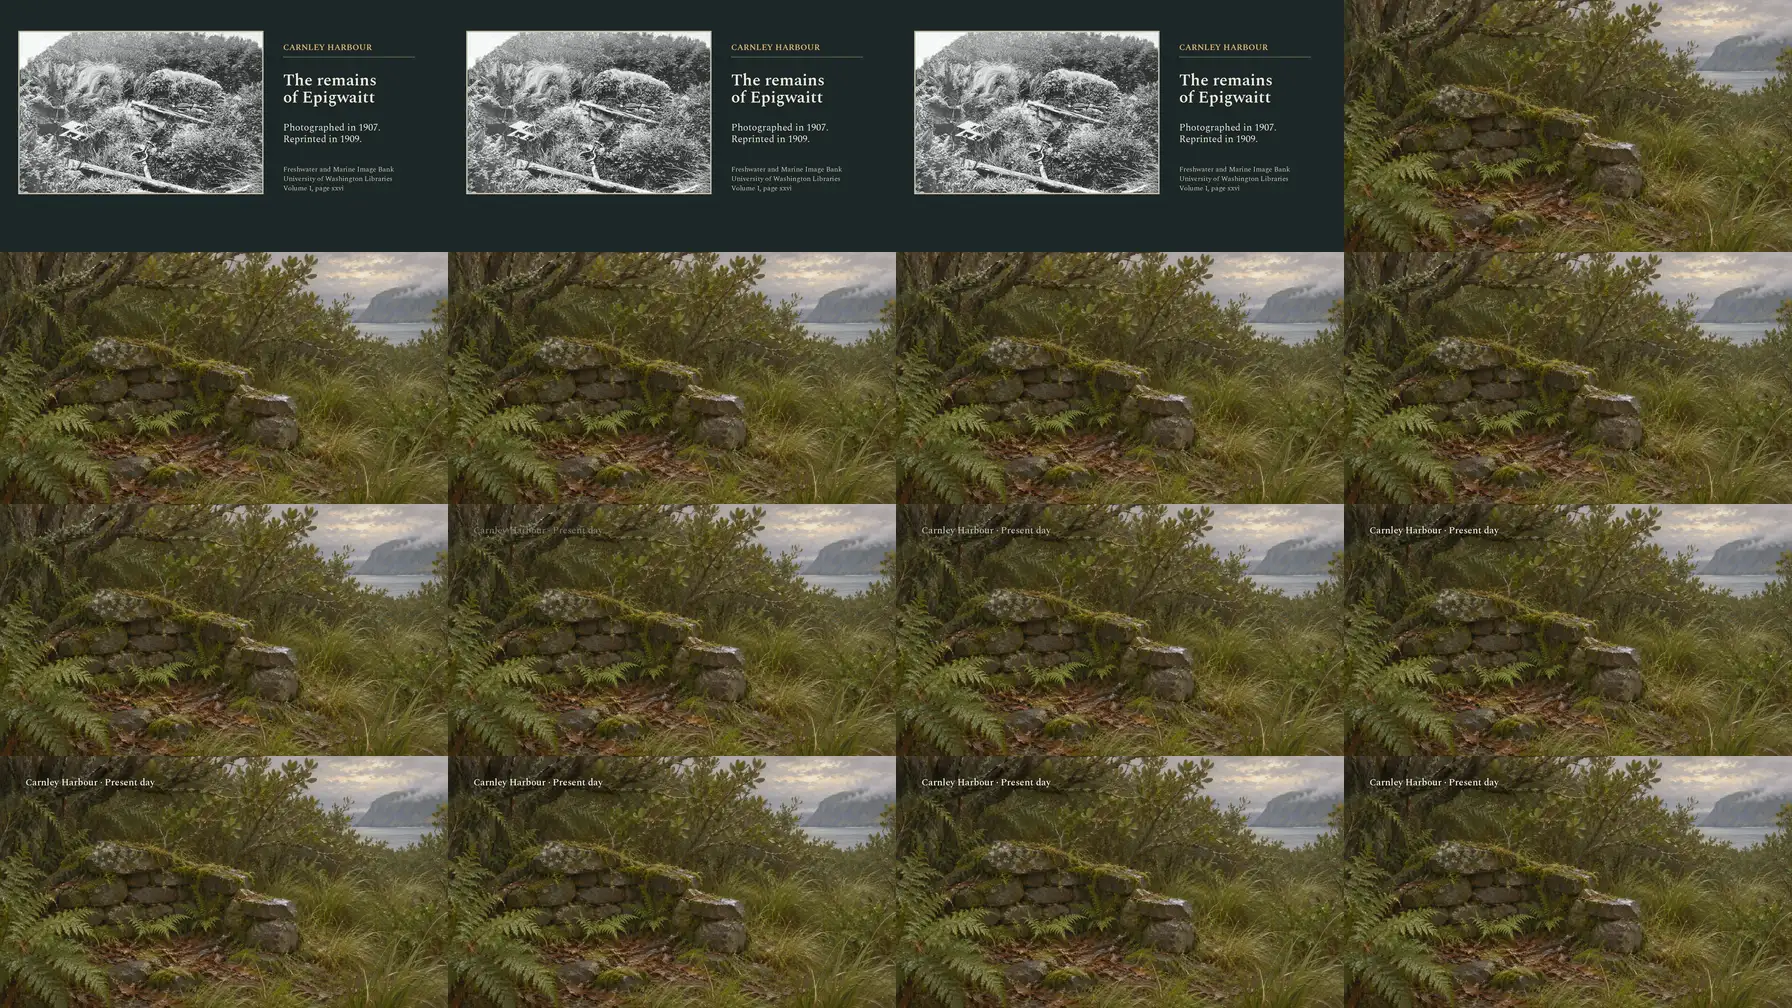 CARNLEY HARBOUR
The remains
of Epigwaitt
Photographed in 1907.
Reprinted in 1909.
Freshwater and Marine Image Bank
University of Washington Libraries
Volume I, page xxvi
CARNLEY HARBOUR
The remains
of Epigwaitt
Photographed in 1907.
Reprinted in 1909.
Freshwater and Marine Image Bank
University of Washington Libraries
Volume I, page xxvi
CARNLEY HARBOUR
The remains
of Epigwaitt
Photographed in 1907.
Reprinted in 1909.
Freshwater and Marine Image Bank
University of Washington Libraries
Volume I, page xxvi
Carnley Harbour · Present day
Carnley Harbour · Present day
Carnley Harbour · Present day
Carnley Harbour · Present day
Carnley Harbour · Present day
Carnley Harbour · Present day
Carnley Harbour · Present day